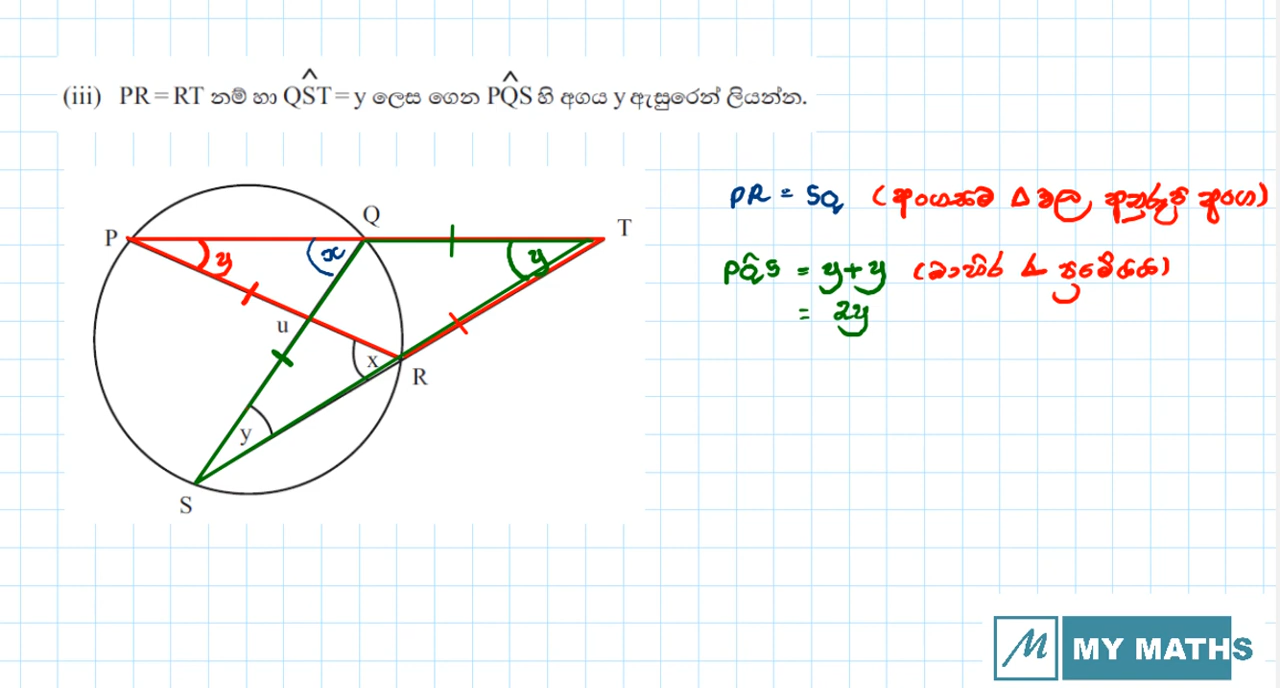 (iii) PR = RT නම් හා QŜT = y ලෙස ගෙන PQ̂S හි අගය y ඇසුරෙන් ලියන්න.
PR = SQ (අංගසම Δ වල අනුරූප අංග)
PQ̂S = y+y (බාහිර ∠ ප්‍රමේයය)
= 2y
P
Q
T
y
x
y
u
x
R
y
S
M MY MATHS